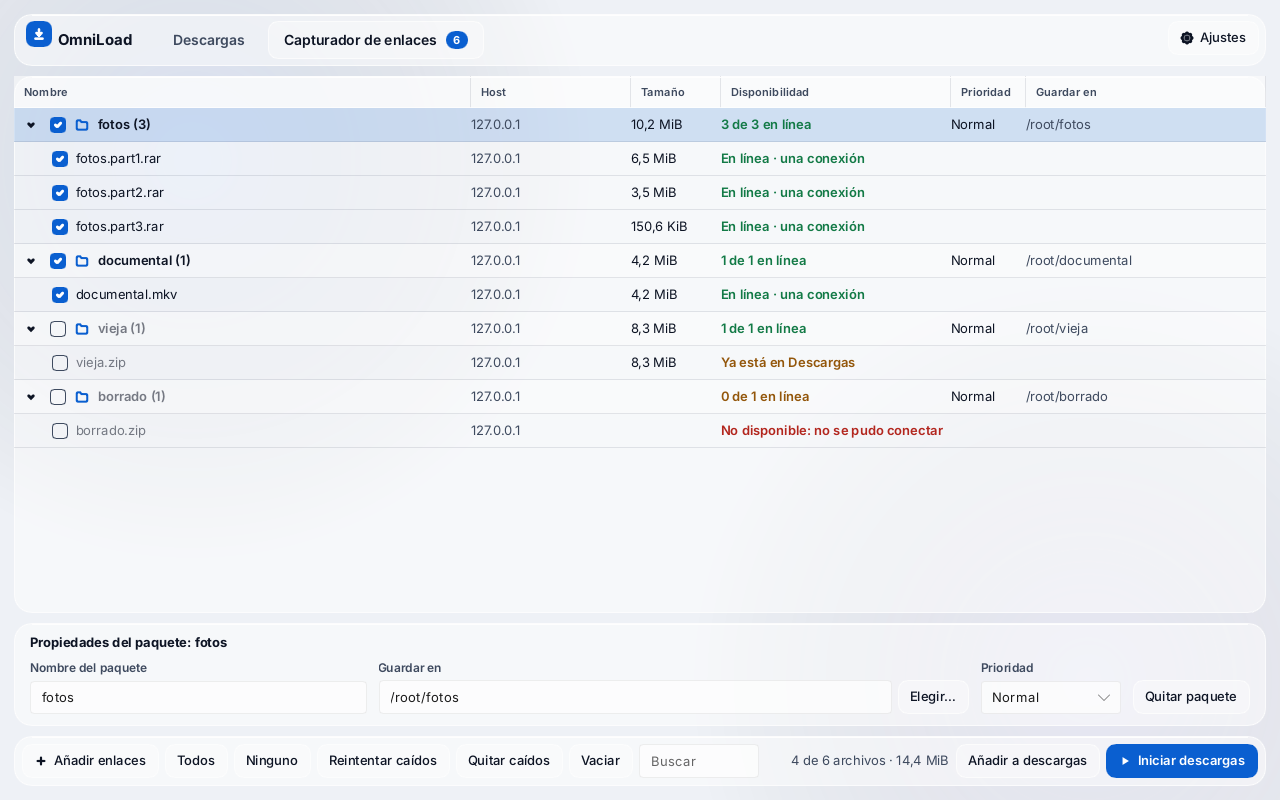 OmniLoad Descargas Capturador de enlaces 6 Ajustes
Nombre Host Tamaño Disponibilidad Prioridad Guardar en
fotos (3) 127.0.0.1 10,2 MiB 3 de 3 en línea Normal /root/fotos
fotos.part1.rar 127.0.0.1 6,5 MiB En línea · una conexión
fotos.part2.rar 127.0.0.1 3,5 MiB En línea · una conexión
fotos.part3.rar 127.0.0.1 150,6 KiB En línea · una conexión
documental (1) 127.0.0.1 4,2 MiB 1 de 1 en línea Normal /root/documental
documental.mkv 127.0.0.1 4,2 MiB En línea · una conexión
vieja (1) 127.0.0.1 8,3 MiB 1 de 1 en línea Normal /root/vieja
vieja.zip 127.0.0.1 8,3 MiB Ya está en Descargas
borrado (1) 127.0.0.1 0 de 1 en línea Normal /root/borrado
borrado.zip 127.0.0.1 No disponible: no se pudo conectar
Propiedades del paquete: fotos
Nombre del paquete Guardar en Prioridad
fotos /root/fotos Elegir... Normal Quitar paquete
Añadir enlaces Todos Ninguno Reintentar caídos Quitar caídos Vaciar Buscar 4 de 6 archivos · 14,4 MiB Añadir a descargas Iniciar descargas